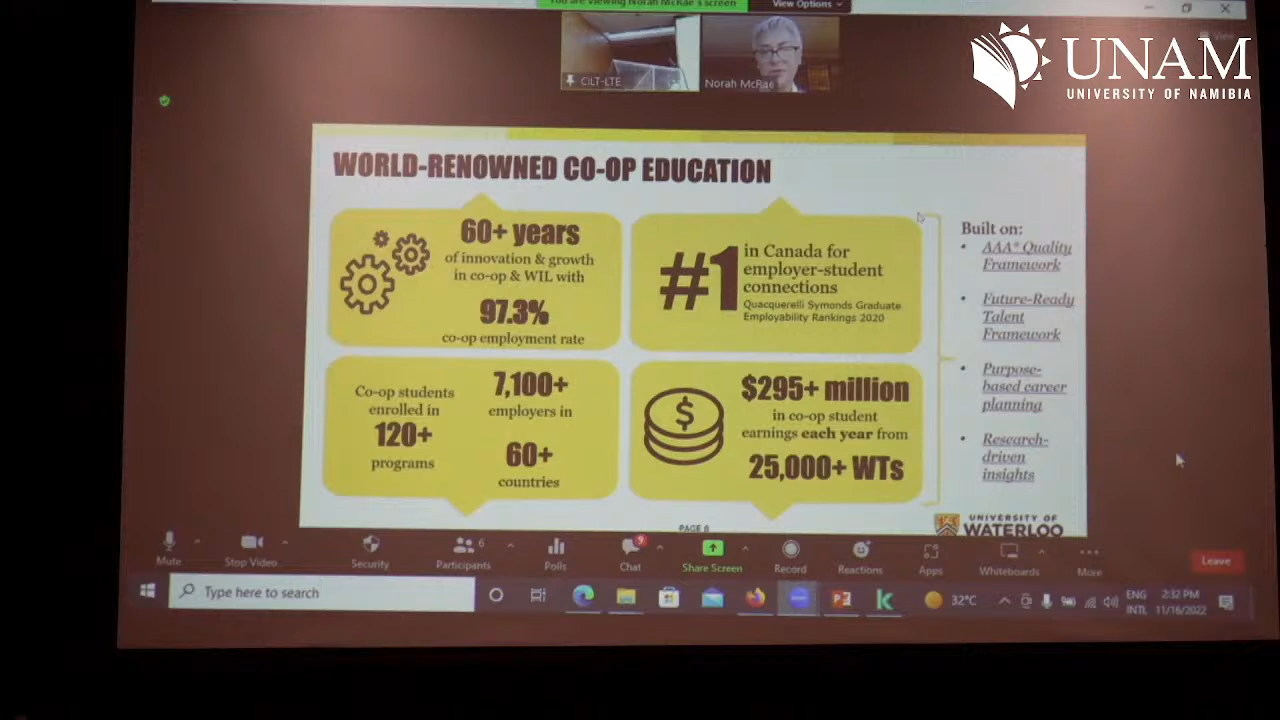 You are viewing Norah McRae's screen
View Options
View
CILT-LTE
Norah McRae
UNAM
UNIVERSITY OF NAMIBIA
WORLD-RENOWNED CO-OP EDUCATION
60+ years
of innovation & growth
in co-op & WIL with
97.3%
co-op employment rate
#1
in Canada for
employer-student
connections
Quacquerelli Symonds Graduate
Employability Rankings 2020
Co-op students
enrolled in
120+
programs
7,100+
employers in
60+
countries
$
$295+ million
in co-op student
earnings each year from
25,000+ WTs
Built on:
• AAA* Quality
Framework
• Future-Ready
Talent
Framework
• Purpose-
based career
planning
• Research-
driven
insights
PAGE 6
UNIVERSITY OF
WATERLOO
Mute
Stop Video
Security
6
Participants
Polls
9
Chat
Share Screen
Record
Reactions
Apps
Whiteboards
More
Leave
Type here to search
32°C
ENG
INTL
2:32 PM
11/16/2022